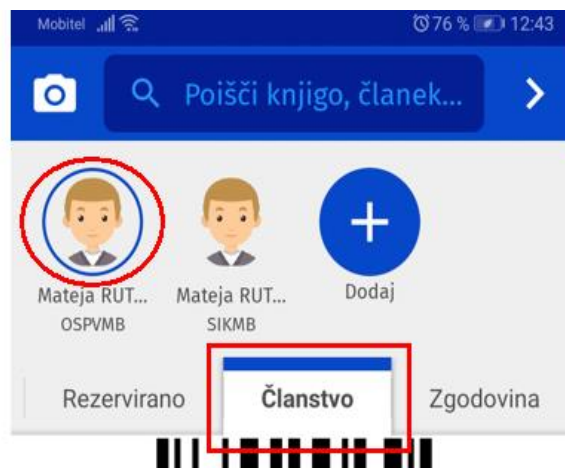 Mobitel 76 % 12:43
Poišči knjigo, članek...
Mateja RUT... Mateja RUT... Dodaj
OSPVMB SIKMB
Rezervirano Članstvo Zgodovina